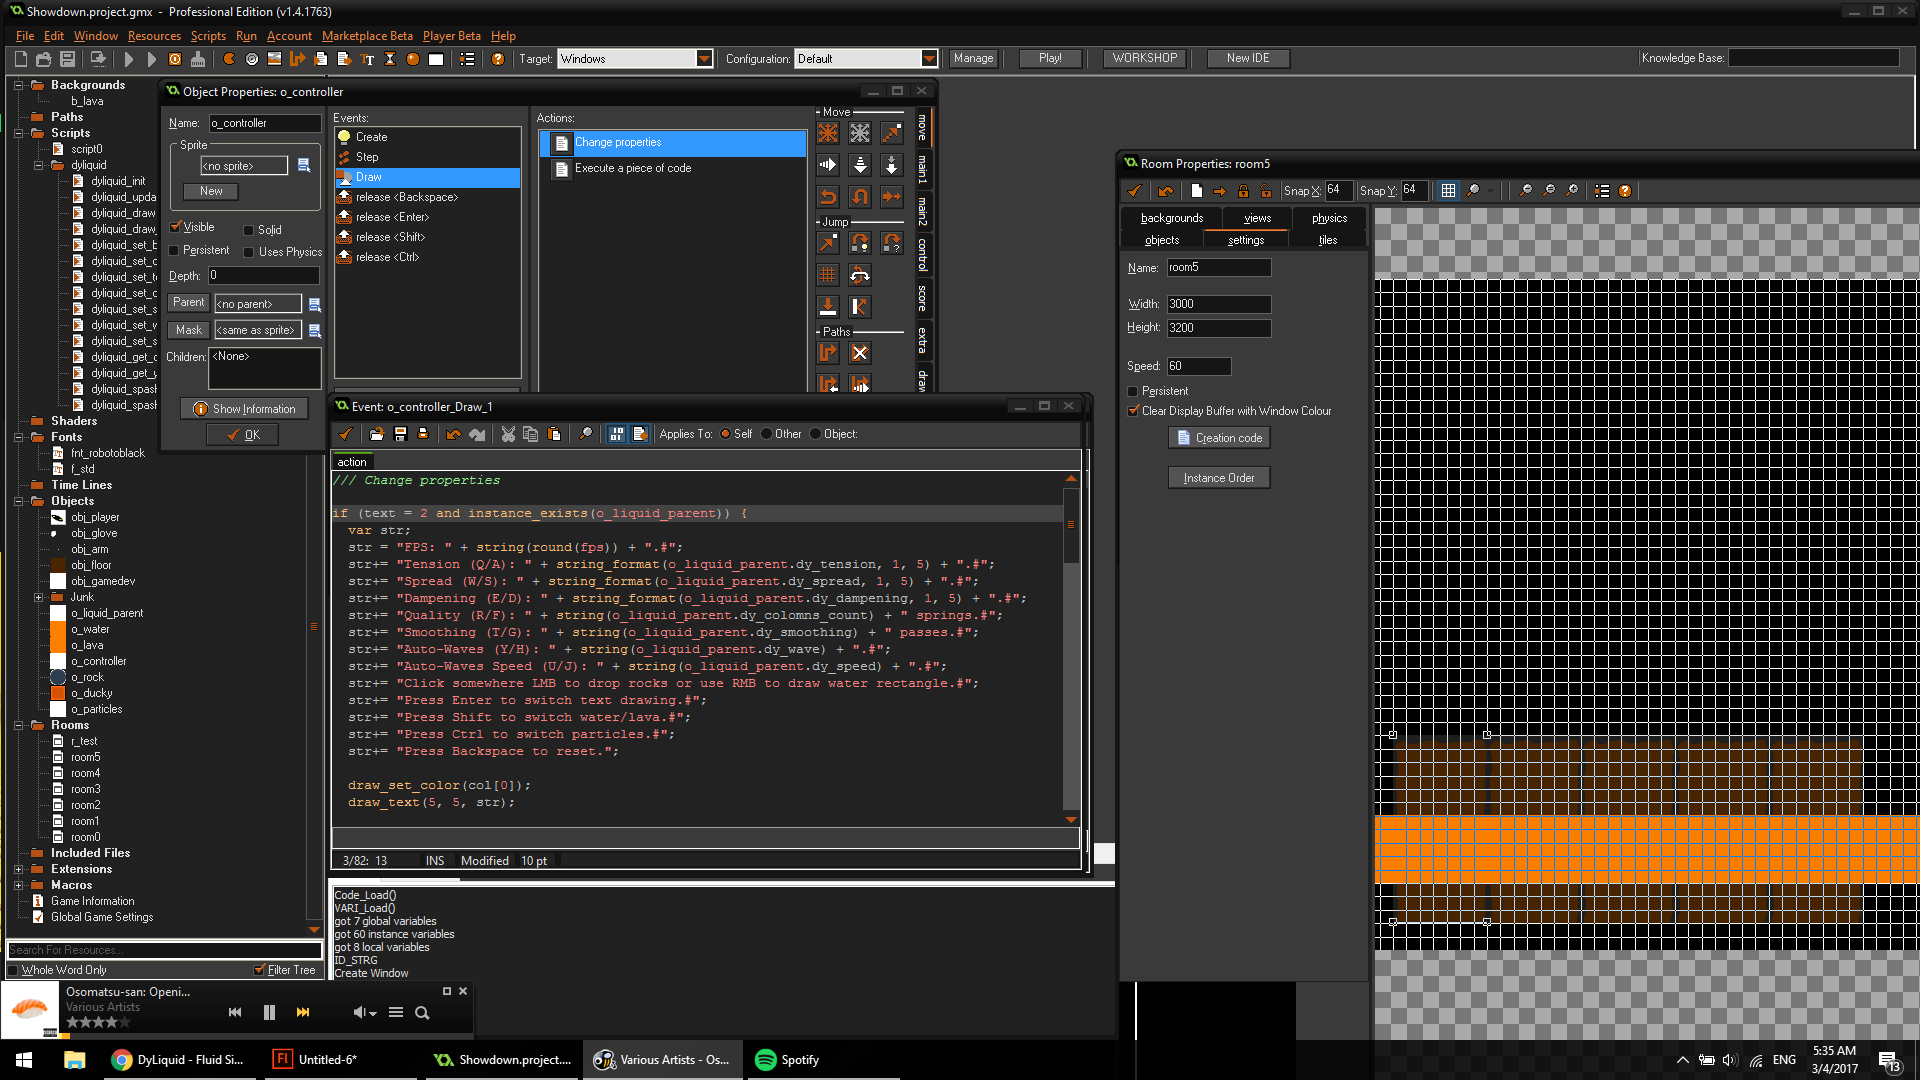 Showdown.project.gmx - Professional Edition (v1.4.1763)
File Edit Window Resources Scripts Run Account Marketplace Beta Player Beta Help
Target: Windows Configuration: Default Manage Play! WORKSHOP New IDE Knowledge Base:
Backgrounds
b_lava
Paths
Scripts
script0
dyliquid
dyliquid_init
dyliquid_upda
dyliquid_draw
dyliquid_draw_
dyliquid_set_b
dyliquid_set_c
dyliquid_set_t
dyliquid_set_c
dyliquid_set_s
dyliquid_set_w
dyliquid_set_s
dyliquid_get_c
dyliquid_get_y
dyliquid_spash
dyliquid_spash
Shaders
Fonts
fnt_robotoblack
f_std
Time Lines
Objects
obj_player
obj_glove
obj_arm
obj_floor
obj_gamedev
Junk
o_liquid_parent
o_water
o_lava
o_controller
o_rock
o_ducky
o_particles
Rooms
r_test
room5
room4
room3
room2
room1
room0
Included Files
Extensions
Macros
Game Information
Global Game Settings
Search For Resources...
Whole Word Only Filter Tree
Object Properties: o_controller
Name: o_controller
Sprite
<no sprite>
New
Visible Solid
Persistent Uses Physics
Depth: 0
Parent <no parent>
Mask <same as sprite>
Children: <None>
Show Information
OK
Events:
Create
Step
Draw
release <Backspace>
release <Enter>
release <Shift>
release <Ctrl>
Actions:
Change properties
Execute a piece of code
Move
Jump
Paths
move
main1
main2
control
score
extra
draw
Event: o_controller_Draw_1
Applies To: Self Other Object:
action
/// Change properties
if (text = 2 and instance_exists(o_liquid_parent)) {
var str;
str = "FPS: " + string(round(fps)) + ".#";
str+= "Tension (Q/A): " + string_format(o_liquid_parent.dy_tension, 1, 5) + ".#";
str+= "Spread (W/S): " + string_format(o_liquid_parent.dy_spread, 1, 5) + ".#";
str+= "Dampening (E/D): " + string_format(o_liquid_parent.dy_dampening, 1, 5) + ".#";
str+= "Quality (R/F): " + string(o_liquid_parent.dy_colomns_count) + " springs.#";
str+= "Smoothing (T/G): " + string(o_liquid_parent.dy_smoothing) + " passes.#";
str+= "Auto-Waves (Y/H): " + string(o_liquid_parent.dy_wave) + ".#";
str+= "Auto-Waves Speed (U/J): " + string(o_liquid_parent.dy_speed) + ".#";
str+= "Click somewhere LMB to drop rocks or use RMB to draw water rectangle.#";
str+= "Press Enter to switch text drawing.#";
str+= "Press Shift to switch water/lava.#";
str+= "Press Ctrl to switch particles.#";
str+= "Press Backspace to reset.";
draw_set_color(col[0]);
draw_text(5, 5, str);
3/82: 13 INS Modified 10 pt
Code_Load()
VARI_Load()
got 7 global variables
got 60 instance variables
got 8 local variables
ID_STRG
Create Window
Room Properties: room5
Snap X: 64 Snap Y: 64
backgrounds views physics
objects settings tiles
Name: room5
Width: 3000
Height: 3200
Speed: 60
Persistent
Clear Display Buffer with Window Colour
Creation code
Instance Order
Osomatsu-san: Openi...
Various Artists
DyLiquid - Fluid Si...
Untitled-6*
Showdown.project....
Various Artists - Os...
Spotify
ENG
5:35 AM
3/4/2017
13